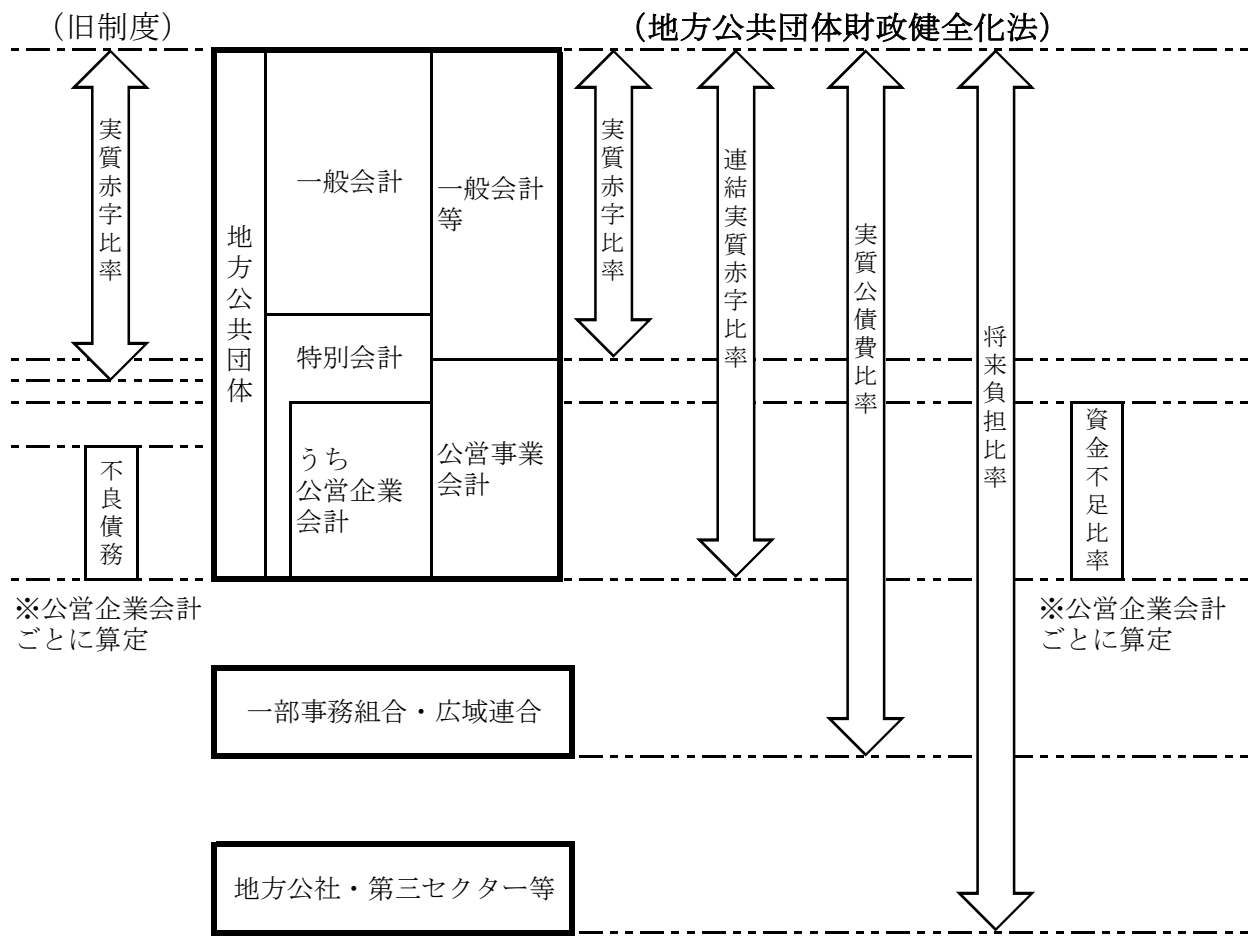 （旧制度）
（地方公共団体財政健全化法）
実質赤字比率
不良債務
※公営企業会計
ごとに算定
地方公共団体
一般会計
特別会計
うち
公営企業
会計
一般会計
等
公営事業
会計
実質赤字比率
連結実質赤字比率
実質公債費比率
将来負担比率
資金不足比率
※公営企業会計
ごとに算定
一部事務組合・広域連合
地方公社・第三セクター等